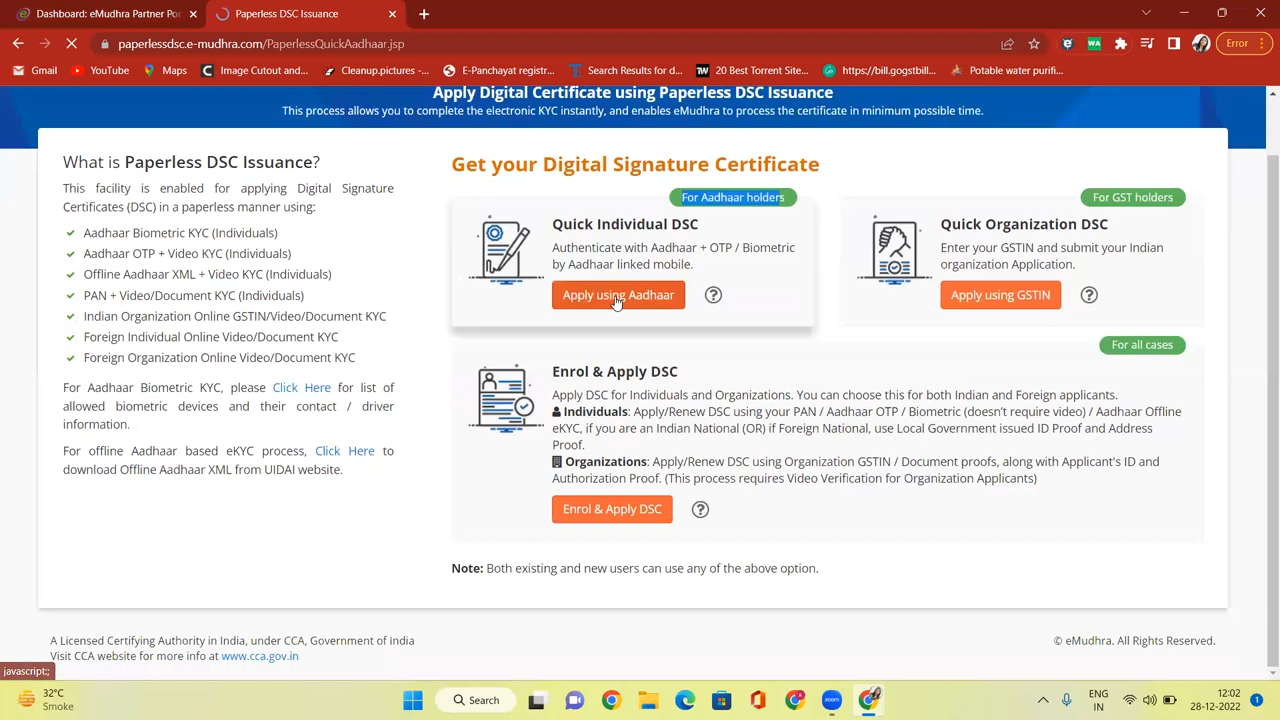 Dashboard: eMudhra Partner Por
Paperless DSC Issuance
paperlessdsc.e-mudhra.com/PaperlessQuickAadhaar.jsp
Error
Gmail
YouTube
Maps
Image Cutout and...
Cleanup.pictures -...
E-Panchayat registr...
Search Results for d...
20 Best Torrent Site...
https://bill.gogstbill...
Potable water purifi...
Apply Digital Certificate using Paperless DSC Issuance
This process allows you to complete the electronic KYC instantly, and enables eMudhra to process the certificate in minimum possible time.
What is Paperless DSC Issuance?
This facility is enabled for applying Digital Signature
Certificates (DSC) in a paperless manner using:
Aadhaar Biometric KYC (Individuals)
Aadhaar OTP + Video KYC (Individuals)
Offline Aadhaar XML + Video KYC (Individuals)
PAN + Video/Document KYC (Individuals)
Indian Organization Online GSTIN/Video/Document KYC
Foreign Individual Online Video/Document KYC
Foreign Organization Online Video/Document KYC
For Aadhaar Biometric KYC, please Click Here for list of
allowed biometric devices and their contact / driver
information.
For offline Aadhaar based eKYC process, Click Here to
download Offline Aadhaar XML from UIDAI website.
Get your Digital Signature Certificate
For Aadhaar holders
Quick Individual DSC
Authenticate with Aadhaar + OTP / Biometric
by Aadhaar linked mobile.
Apply using Aadhaar
For GST holders
Quick Organization DSC
Enter your GSTIN and submit your Indian
organization Application.
Apply using GSTIN
For all cases
Enrol & Apply DSC
Apply DSC for Individuals and Organizations. You can choose this for both Indian and Foreign applicants.
Individuals: Apply/Renew DSC using your PAN / Aadhaar OTP / Biometric (doesn't require video) / Aadhaar Offline
eKYC, if you are an Indian National (OR) if Foreign National, use Local Government issued ID Proof and Address
Proof.
Organizations: Apply/Renew DSC using Organization GSTIN / Document proofs, along with Applicant's ID and
Authorization Proof. (This process requires Video Verification for Organization Applicants)
Enrol & Apply DSC
Note: Both existing and new users can use any of the above option.
A Licensed Certifying Authority in India, under CCA, Government of India
Visit CCA website for more info at www.cca.gov.in
© eMudhra. All Rights Reserved.
javascript:;
32°C
Smoke
Search
ENG
IN
12:02
28-12-2022